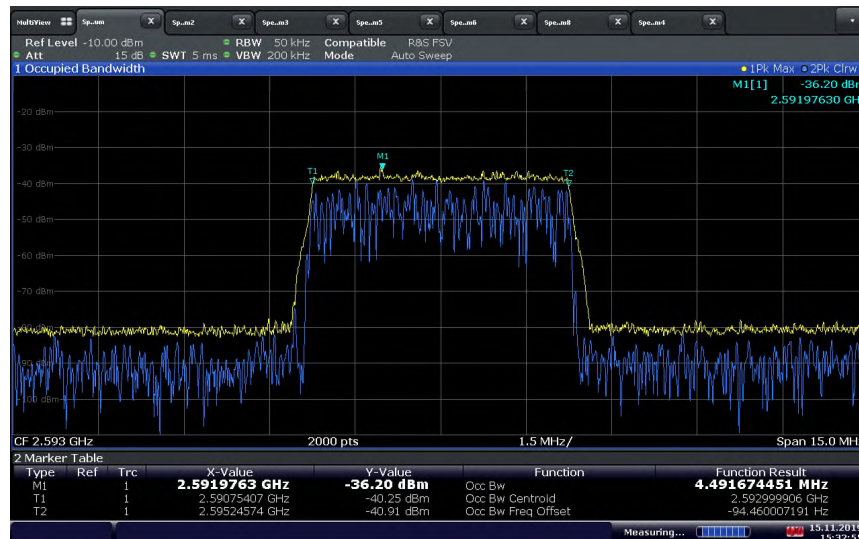 MultiView Sp..um X Sp..m2 X Spe..m3 X Spe..m5 X Spe..m6 X Spe..m8 X Spe..m4 X
Ref Level -10.00 dBm RBW 50 kHz Compatible R&S FSV
Att 15 dB SWT 5 ms VBW 200 kHz Mode Auto Sweep
1 Occupied Bandwidth 1Pk Max 2Pk Clrw
M1[1] -36.20 dBm
2.59197630 GH
-20 dBm
-30 dBm
M1
T1 T2
-40 dBm
-50 dBm
-60 dBm
-70 dBm
CF 2.593 GHz 2000 pts 1.5 MHz/ Span 15.0 MH
2 Marker Table
Type Ref Trc X-Value Y-Value Function Function Result
M1 1 2.5919763 GHz -36.20 dBm Occ Bw 4.491674451 MHz
T1 1 2.59075407 GHz -40.25 dBm Occ Bw Centroid 2.592999906 GHz
T2 1 2.59524574 GHz -40.91 dBm Occ Bw Freq Offset -94.460007191 Hz
Measuring... 15.11.2019